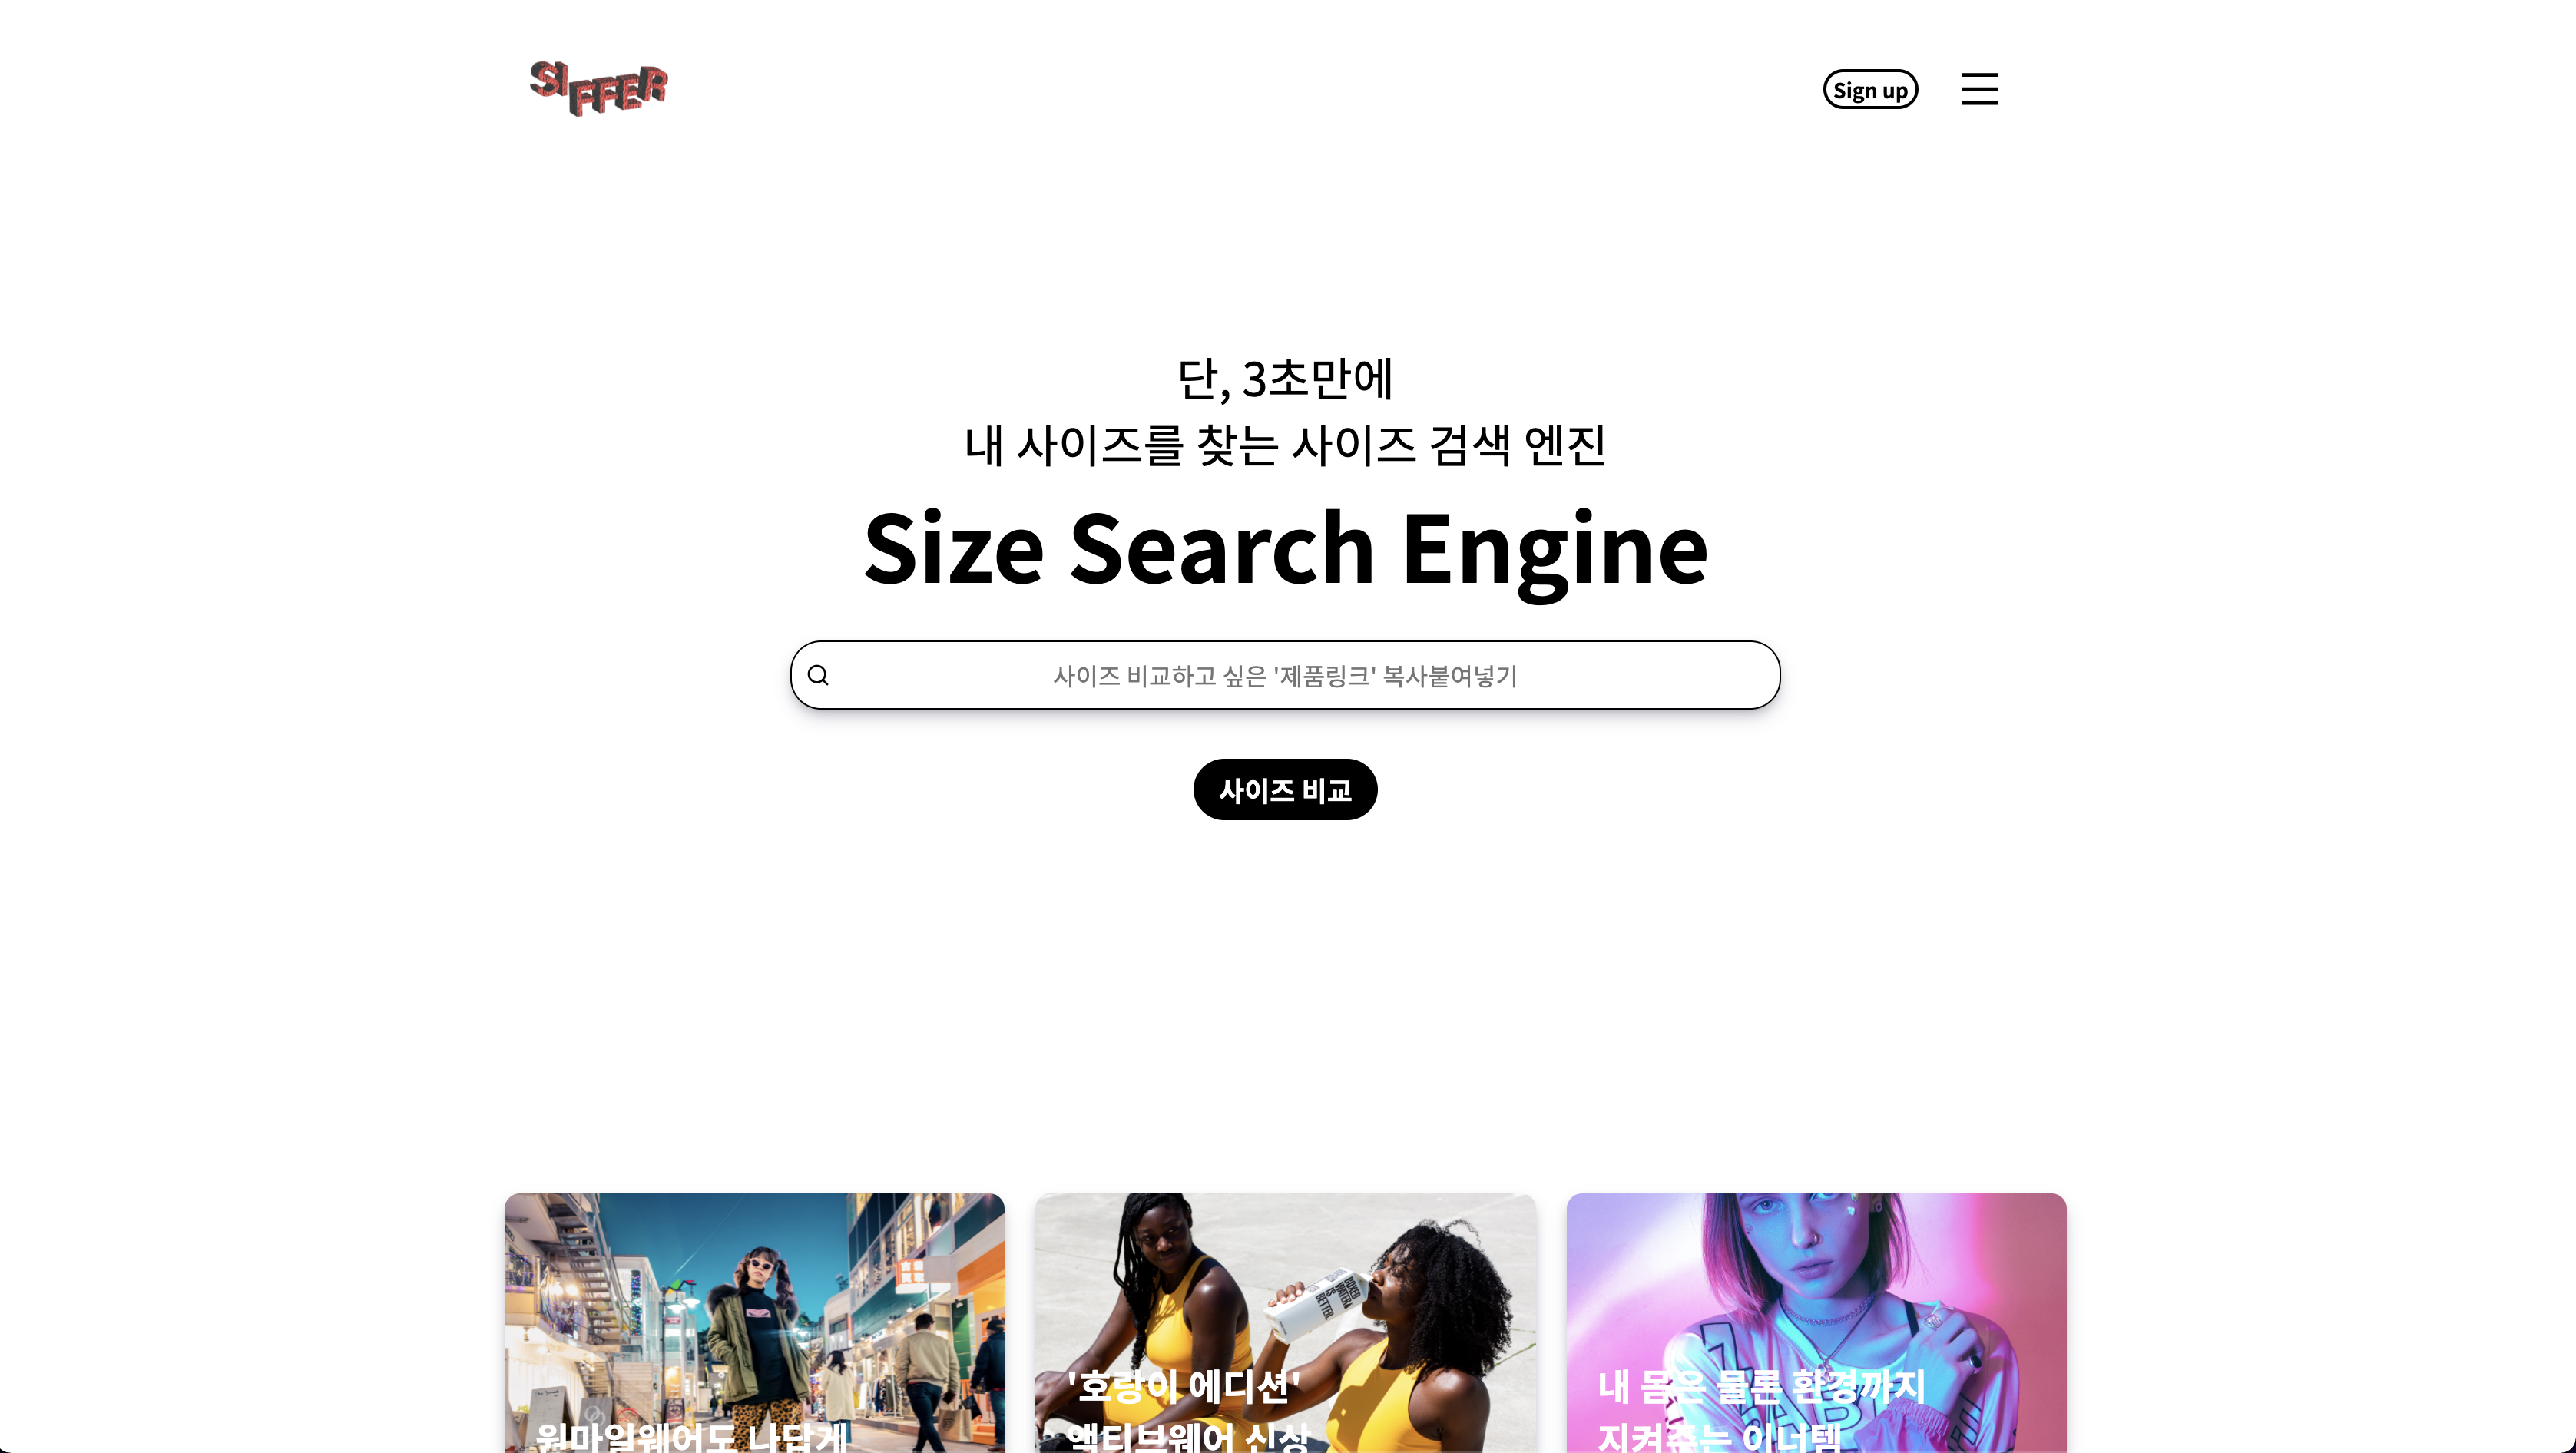 SIFFER
Sign up
단, 3초만에
내 사이즈를 찾는 사이즈 검색 엔진
Size Search Engine
사이즈 비교하고 싶은 '제품링크' 복사붙여넣기
사이즈 비교
BOXED WATER IS BETTER.
'호랑이 에디션'
내 몸은 물론 환경까지
원마일웨어도 나답게
액티브웨어 신상
지켜주는 이너템